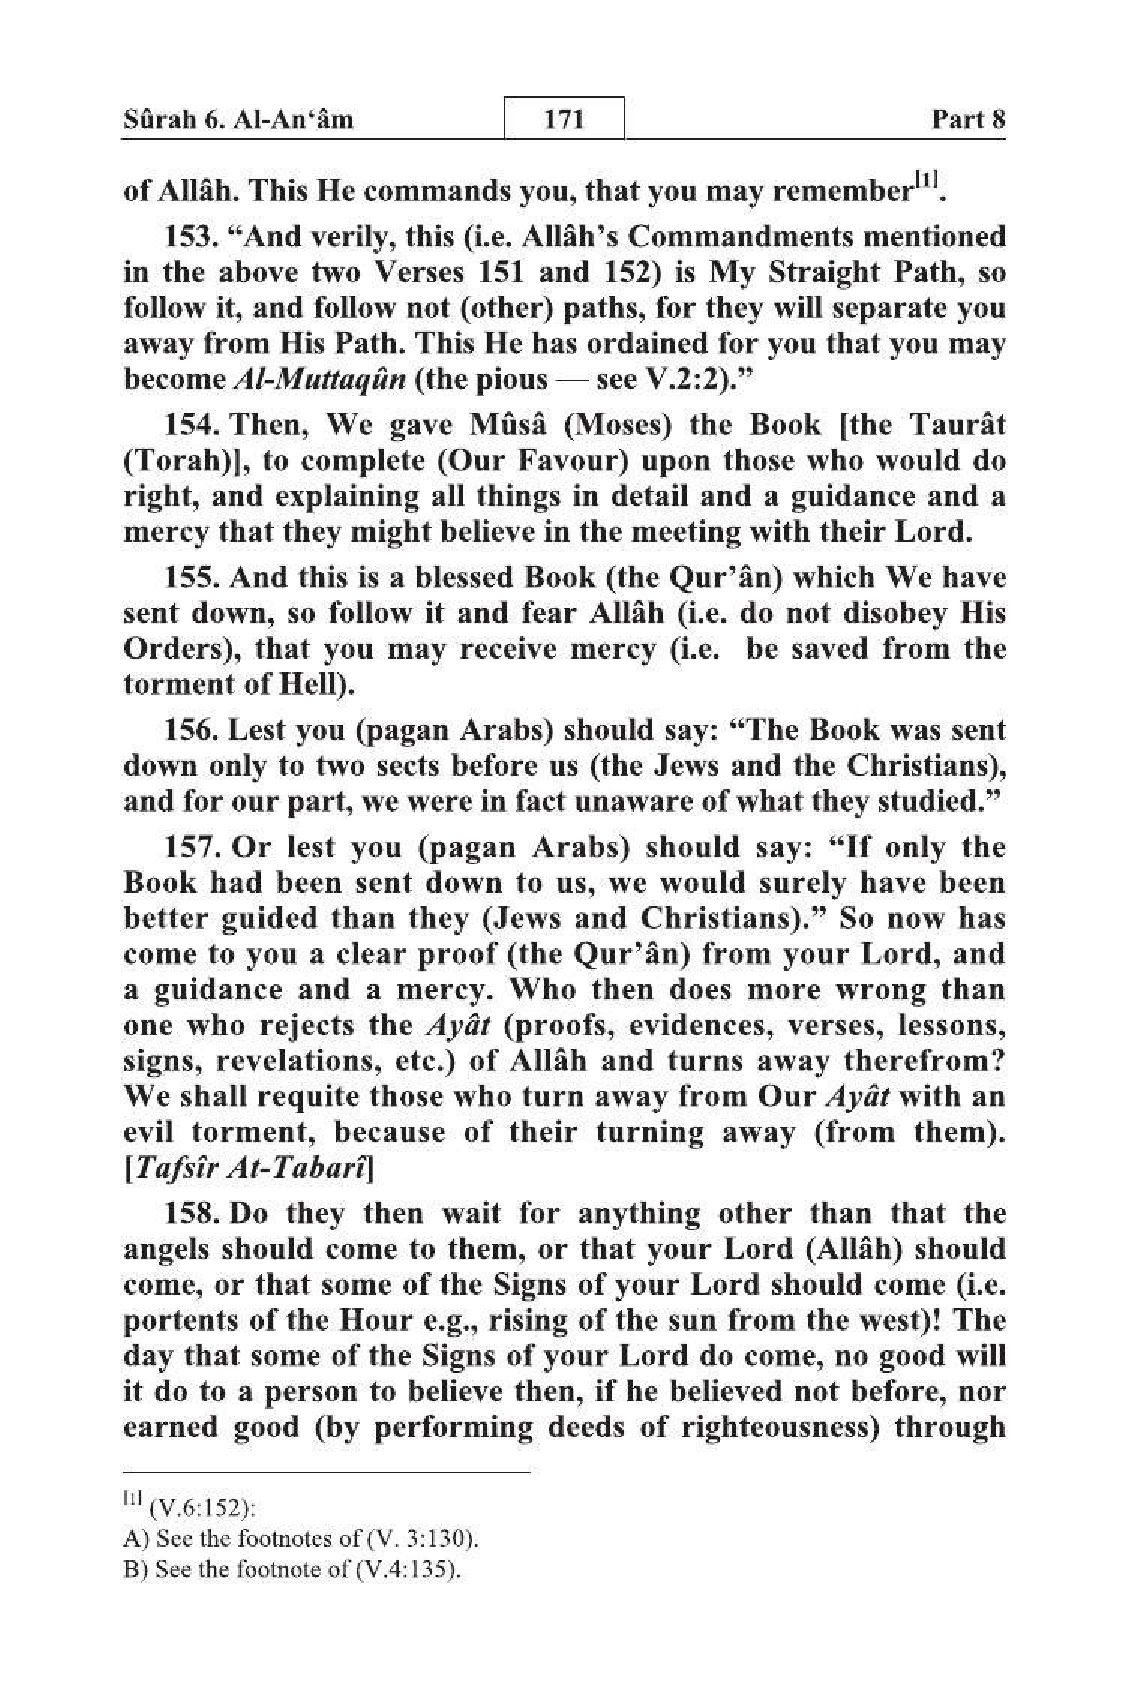 Sûrah 6. Al-An‘âm 171 Part 8
of Allâh. This He commands you, that you may remember[1].
153. “And verily, this (i.e. Allâh’s Commandments mentioned
in the above two Verses 151 and 152) is My Straight Path, so
follow it, and follow not (other) paths, for they will separate you
away from His Path. This He has ordained for you that you may
become Al-Muttaqûn (the pious — see V.2:2).”
154. Then, We gave Mûsâ (Moses) the Book [the Taurât
(Torah)], to complete (Our Favour) upon those who would do
right, and explaining all things in detail and a guidance and a
mercy that they might believe in the meeting with their Lord.
155. And this is a blessed Book (the Qur’ân) which We have
sent down, so follow it and fear Allâh (i.e. do not disobey His
Orders), that you may receive mercy (i.e. be saved from the
torment of Hell).
156. Lest you (pagan Arabs) should say: “The Book was sent
down only to two sects before us (the Jews and the Christians),
and for our part, we were in fact unaware of what they studied.”
157. Or lest you (pagan Arabs) should say: “If only the
Book had been sent down to us, we would surely have been
better guided than they (Jews and Christians).” So now has
come to you a clear proof (the Qur’ân) from your Lord, and
a guidance and a mercy. Who then does more wrong than
one who rejects the Ayât (proofs, evidences, verses, lessons,
signs, revelations, etc.) of Allâh and turns away therefrom?
We shall requite those who turn away from Our Ayât with an
evil torment, because of their turning away (from them).
[Tafsîr At-Tabarî]
158. Do they then wait for anything other than that the
angels should come to them, or that your Lord (Allâh) should
come, or that some of the Signs of your Lord should come (i.e.
portents of the Hour e.g., rising of the sun from the west)! The
day that some of the Signs of your Lord do come, no good will
it do to a person to believe then, if he believed not before, nor
earned good (by performing deeds of righteousness) through
[1] (V.6:152):
A) See the footnotes of (V. 3:130).
B) See the footnote of (V.4:135).